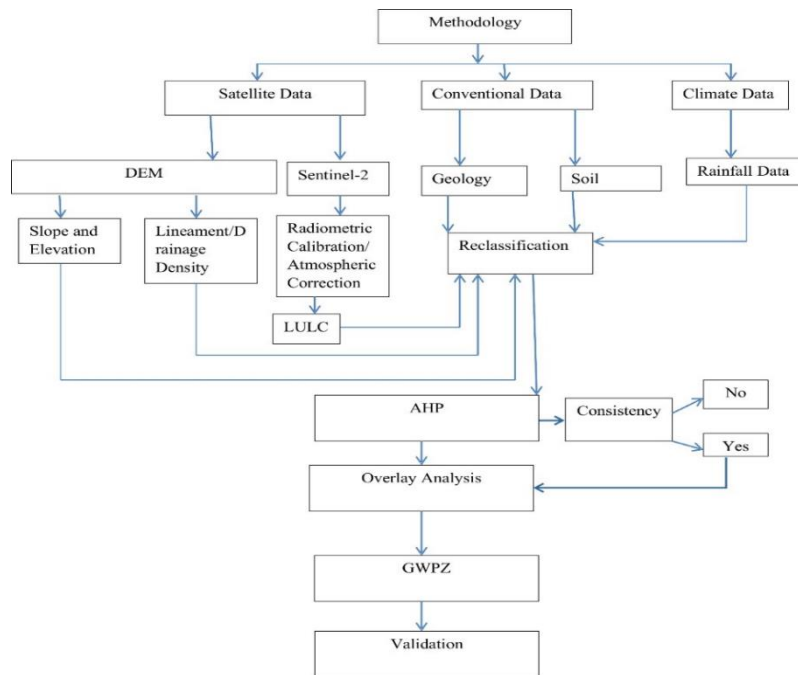 Methodology
Satellite Data
Conventional Data
Climate Data
DEM
Sentinel-2
Geology
Soil
Rainfall Data
Slope and
Elevation
Lineament/D
rainage
Density
Radiometric
Calibration/
Atmospheric
Correction
Reclassification
LULC
AHP
Consistency
No
Yes
Overlay Analysis
GWPZ
Validation